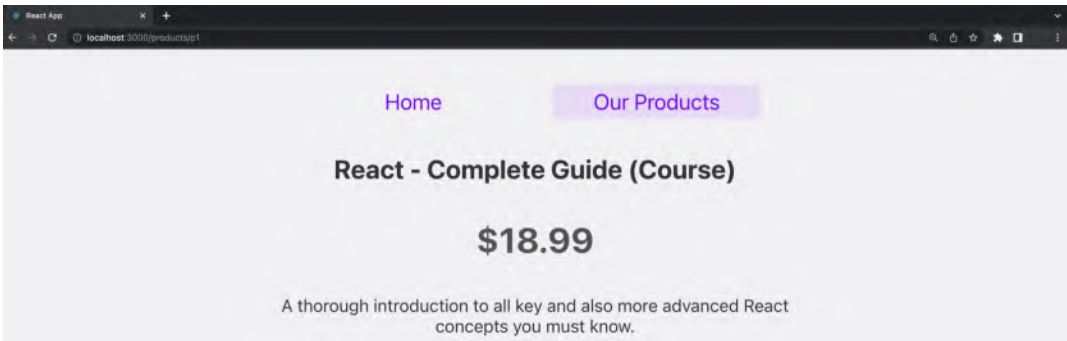 React App
localhost:3000/products/p1
Home Our Products
React - Complete Guide (Course)
$18.99
A thorough introduction to all key and also more advanced React
concepts you must know.